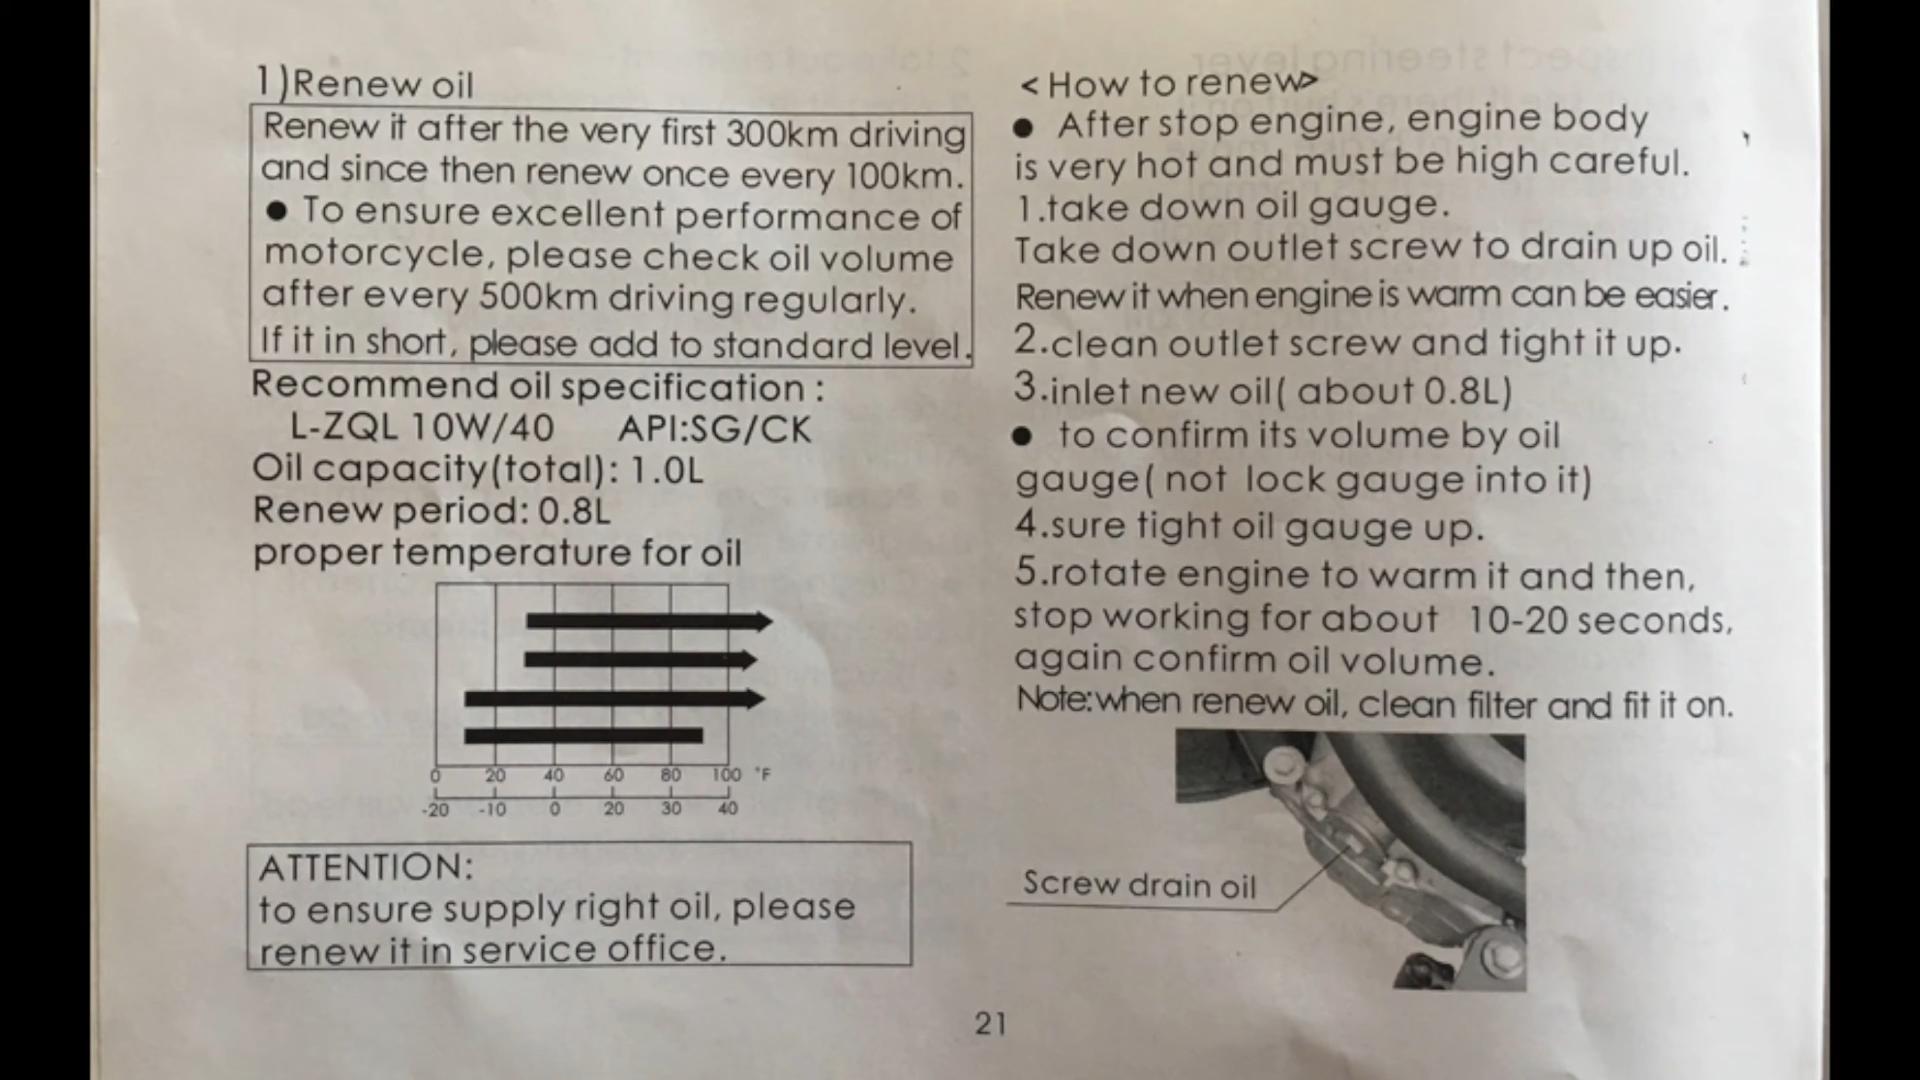 1)Renew oil
Renew it after the very first 300km driving
and since then renew once every 100km.
● To ensure excellent performance of
motorcycle, please check oil volume
after every 500km driving regularly.
If it in short, please add to standard level.
Recommend oil specification :
L-ZQL 10W/40 API:SG/CK
Oil capacity(total): 1.0L
Renew period: 0.8L
proper temperature for oil
0 20 40 60 80 100 °F
-20 -10 0 20 30 40
ATTENTION:
to ensure supply right oil, please
renew it in service office.
<How to renew>
● After stop engine, engine body
is very hot and must be high careful.
1.take down oil gauge.
Take down outlet screw to drain up oil.
Renew it when engine is warm can be easier.
2.clean outlet screw and tight it up.
3.inlet new oil( about 0.8L)
● to confirm its volume by oil
gauge( not lock gauge into it)
4.sure tight oil gauge up.
5.rotate engine to warm it and then,
stop working for about 10-20 seconds,
again confirm oil volume.
Note:when renew oil, clean filter and fit it on.
Screw drain oil
21